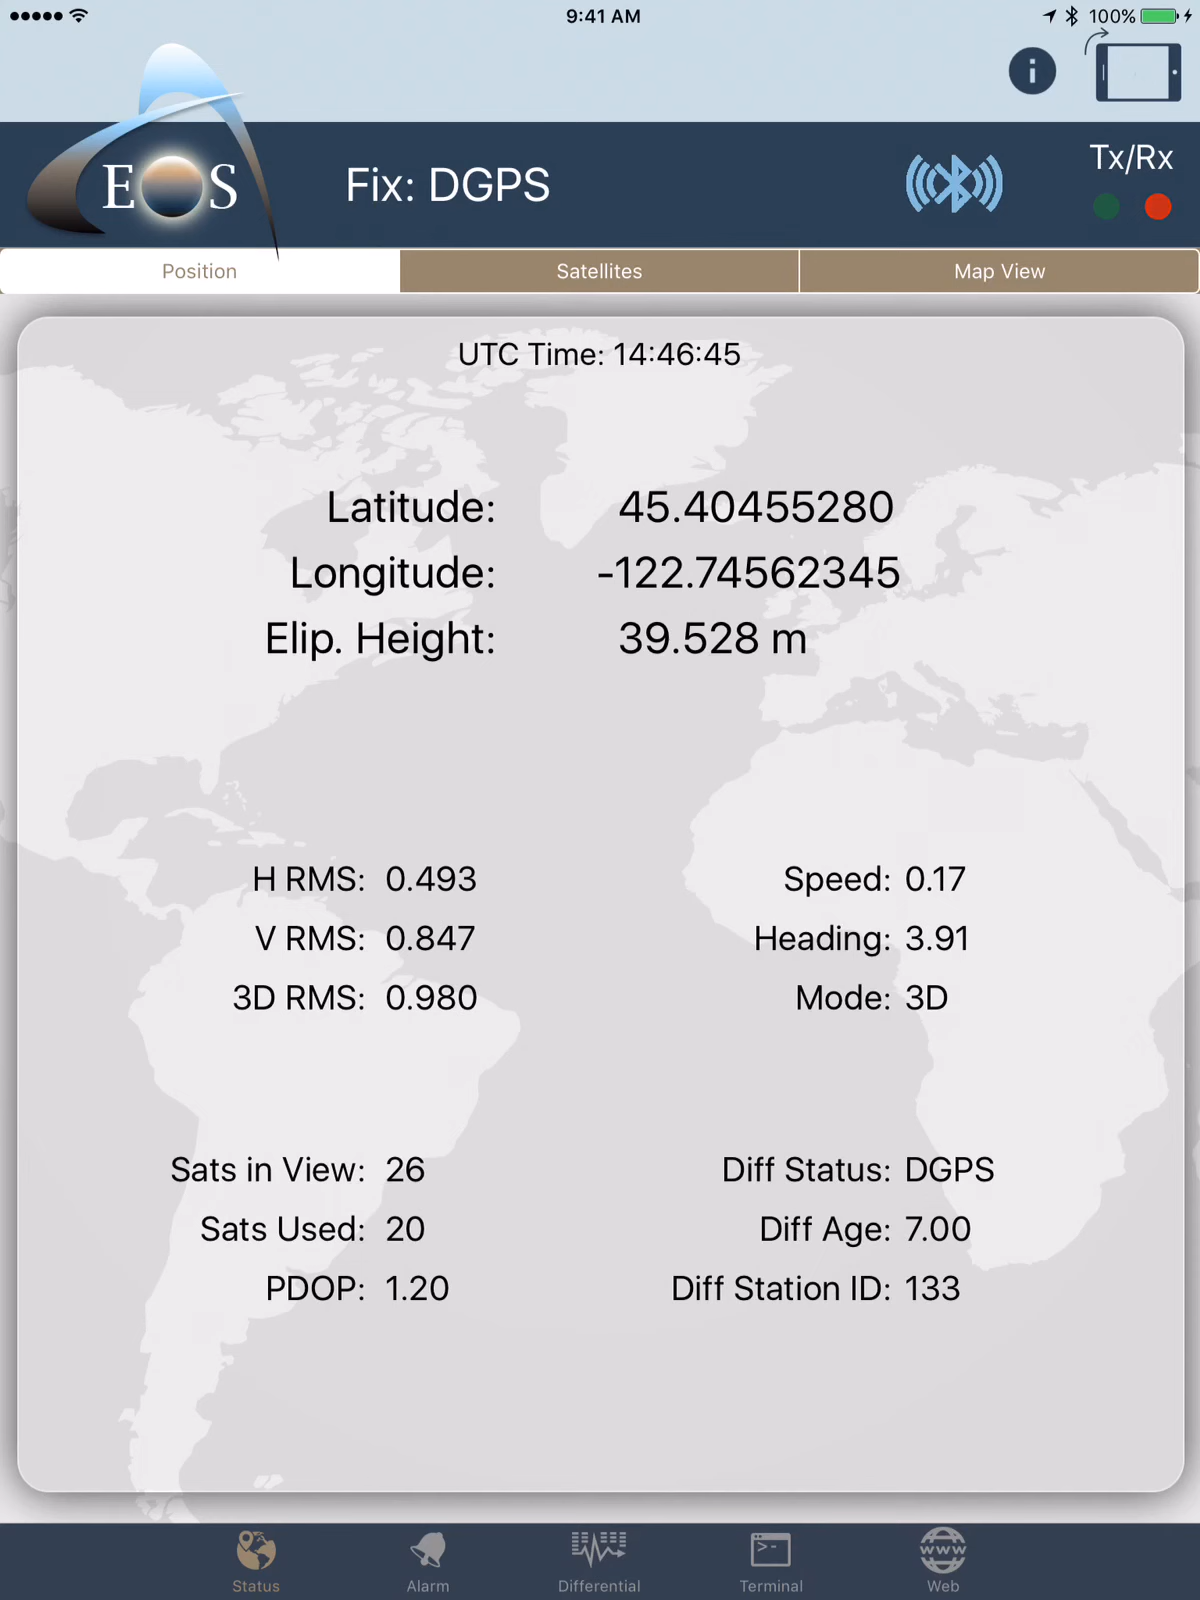 9:41 AM
100%
EOS
Fix: DGPS
Tx/Rx
Position
Satellites
Map View
UTC Time: 14:46:45
Latitude: 45.40455280
Longitude: -122.74562345
Elip. Height: 39.528 m
H RMS: 0.493
Speed: 0.17
V RMS: 0.847
Heading: 3.91
3D RMS: 0.980
Mode: 3D
Sats in View: 26
Diff Status: DGPS
Sats Used: 20
Diff Age: 7.00
PDOP: 1.20
Diff Station ID: 133
www
Status
Alarm
Differential
Terminal
Web